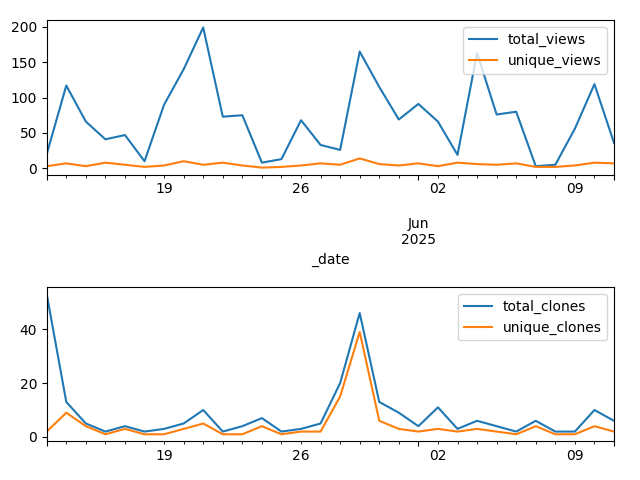 200
150
100
50
0
total_views
unique_views
19
26
02
09
Jun
2025
_date
40
20
0
total_clones
unique_clones
19
26
02
09